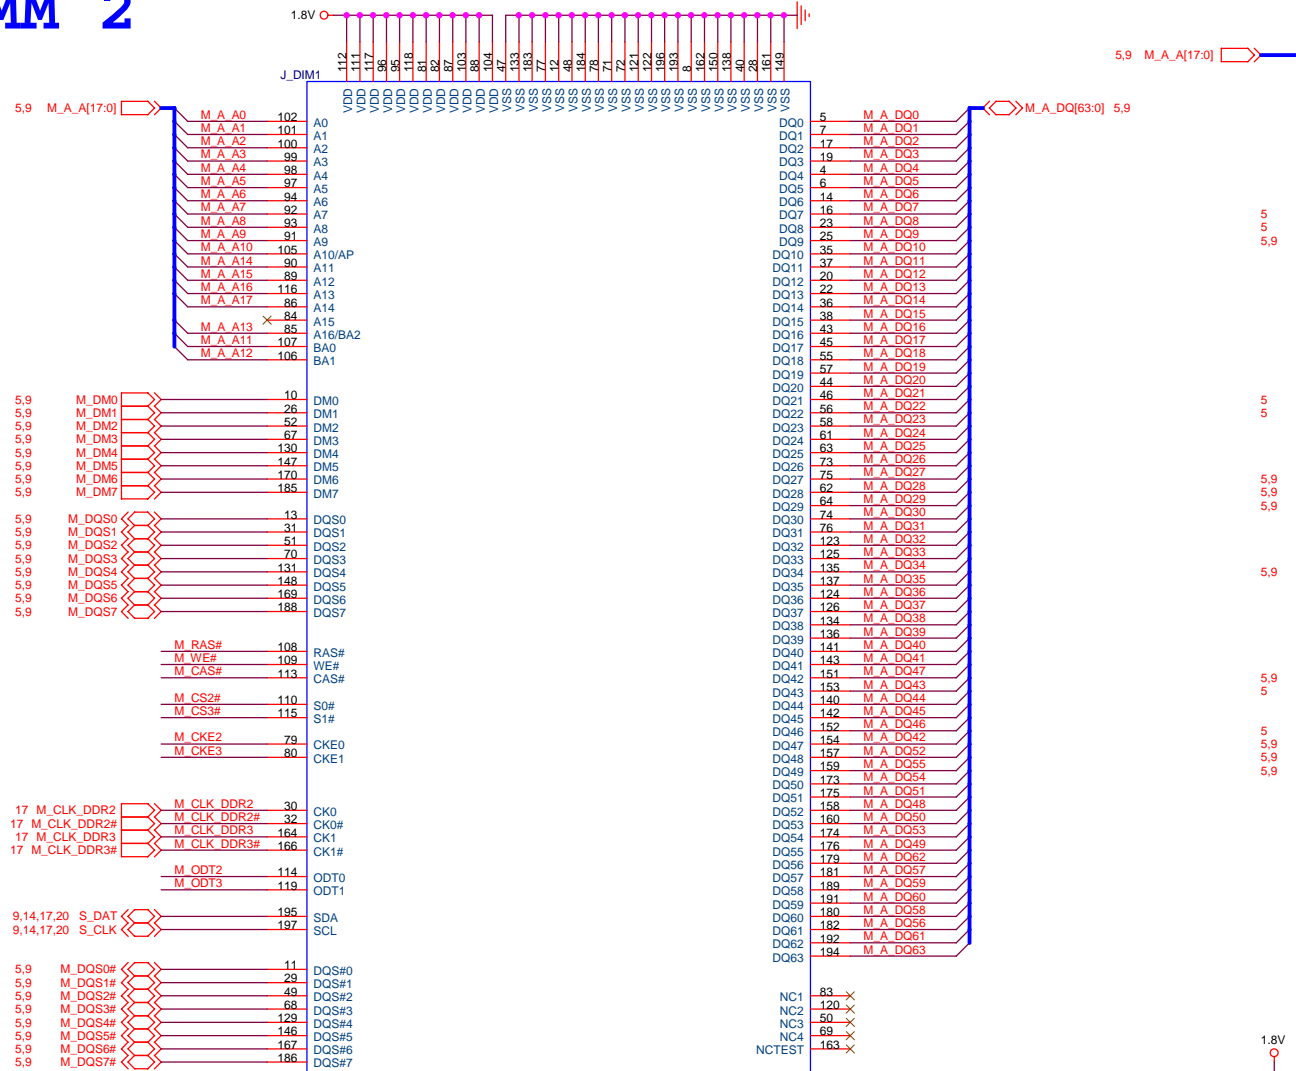 MM 2
1.8V
112 111 117 96 95 118 81 82 87 103 88 104 47 133 183 77 12 48 184 78 71 72 121 122 196 193 8 162 150 138 40 28 161 149
VDD VDD VDD VDD VDD VDD VDD VDD VDD VDD VDD VDD VSS VSS VSS VSS VSS VSS VSS VSS VSS VSS VSS VSS VSS VSS VSS VSS VSS VSS VSS VSS VSS VSS
J_DIM1
5,9 M_A_A[17:0]
5,9 M_A_A[17:0]
M_A_DQ[63:0] 5,9
M_A_A0 102 A0
M_A_A1 101 A1
M_A_A2 100 A2
M_A_A3 99 A3
M_A_A4 98 A4
M_A_A5 97 A5
M_A_A6 94 A6
M_A_A7 92 A7
M_A_A8 93 A8
M_A_A9 91 A9
M_A_A10 105 A10/AP
M_A_A14 90 A11
M_A_A15 89 A12
M_A_A16 116 A13
M_A_A17 86 A14
84 A15
M_A_A13 85 A16/BA2
M_A_A11 107 BA0
M_A_A12 106 BA1
5,9 M_DM0 10 DM0
5,9 M_DM1 26 DM1
5,9 M_DM2 52 DM2
5,9 M_DM3 67 DM3
5,9 M_DM4 130 DM4
5,9 M_DM5 147 DM5
5,9 M_DM6 170 DM6
5,9 M_DM7 185 DM7
5,9 M_DQS0 13 DQS0
5,9 M_DQS1 31 DQS1
5,9 M_DQS2 51 DQS2
5,9 M_DQS3 70 DQS3
5,9 M_DQS4 131 DQS4
5,9 M_DQS5 148 DQS5
5,9 M_DQS6 169 DQS6
5,9 M_DQS7 188 DQS7
M_RAS# 108 RAS#
M_WE# 109 WE#
M_CAS# 113 CAS#
M_CS2# 110 S0#
M_CS3# 115 S1#
M_CKE2 79 CKE0
M_CKE3 80 CKE1
17 M_CLK_DDR2 M_CLK_DDR2 30 CK0
17 M_CLK_DDR2# M_CLK_DDR2# 32 CK0#
17 M_CLK_DDR3 M_CLK_DDR3 164 CK1
17 M_CLK_DDR3# M_CLK_DDR3# 166 CK1#
M_ODT2 114 ODT0
M_ODT3 119 ODT1
9,14,17,20 S_DAT 195 SDA
9,14,17,20 S_CLK 197 SCL
5,9 M_DQS0# 11 DQS#0
5,9 M_DQS1# 29 DQS#1
5,9 M_DQS2# 49 DQS#2
5,9 M_DQS3# 68 DQS#3
5,9 M_DQS4# 129 DQS#4
5,9 M_DQS5# 146 DQS#5
5,9 M_DQS6# 167 DQS#6
5,9 M_DQS7# 186 DQS#7
DQ0 5 M_A_DQ0
DQ1 7 M_A_DQ1
DQ2 17 M_A_DQ2
DQ3 19 M_A_DQ3
DQ4 4 M_A_DQ4
DQ5 6 M_A_DQ5
DQ6 14 M_A_DQ6
DQ7 16 M_A_DQ7
DQ8 23 M_A_DQ8
DQ9 25 M_A_DQ9
DQ10 35 M_A_DQ10
DQ11 37 M_A_DQ11
DQ12 20 M_A_DQ12
DQ13 22 M_A_DQ13
DQ14 36 M_A_DQ14
DQ15 38 M_A_DQ15
DQ16 43 M_A_DQ16
DQ17 45 M_A_DQ17
DQ18 55 M_A_DQ18
DQ19 57 M_A_DQ19
DQ20 44 M_A_DQ20
DQ21 46 M_A_DQ21
DQ22 56 M_A_DQ22
DQ23 58 M_A_DQ23
DQ24 61 M_A_DQ24
DQ25 63 M_A_DQ25
DQ26 73 M_A_DQ26
DQ27 75 M_A_DQ27
DQ28 62 M_A_DQ28
DQ29 64 M_A_DQ29
DQ30 74 M_A_DQ30
DQ31 76 M_A_DQ31
DQ32 123 M_A_DQ32
DQ33 125 M_A_DQ33
DQ34 135 M_A_DQ34
DQ35 137 M_A_DQ35
DQ36 124 M_A_DQ36
DQ37 126 M_A_DQ37
DQ38 134 M_A_DQ38
DQ39 136 M_A_DQ39
DQ40 141 M_A_DQ40
DQ41 143 M_A_DQ41
DQ42 151 M_A_DQ47
DQ43 153 M_A_DQ43
DQ44 140 M_A_DQ44
DQ45 142 M_A_DQ45
DQ46 152 M_A_DQ46
DQ47 154 M_A_DQ42
DQ48 157 M_A_DQ52
DQ49 159 M_A_DQ55
DQ50 173 M_A_DQ54
DQ51 175 M_A_DQ51
DQ52 158 M_A_DQ48
DQ53 160 M_A_DQ50
DQ54 174 M_A_DQ53
DQ55 176 M_A_DQ49
DQ56 179 M_A_DQ62
DQ57 181 M_A_DQ57
DQ58 189 M_A_DQ59
DQ59 191 M_A_DQ60
DQ60 180 M_A_DQ58
DQ61 182 M_A_DQ56
DQ62 192 M_A_DQ61
DQ63 194 M_A_DQ63
NC1 83
NC2 120
NC3 50
NC4 69
NCTEST 163
5
5
5,9
5
5
5,9
5,9
5,9
5,9
5,9
5
5
5,9
5,9
5,9
1.8V